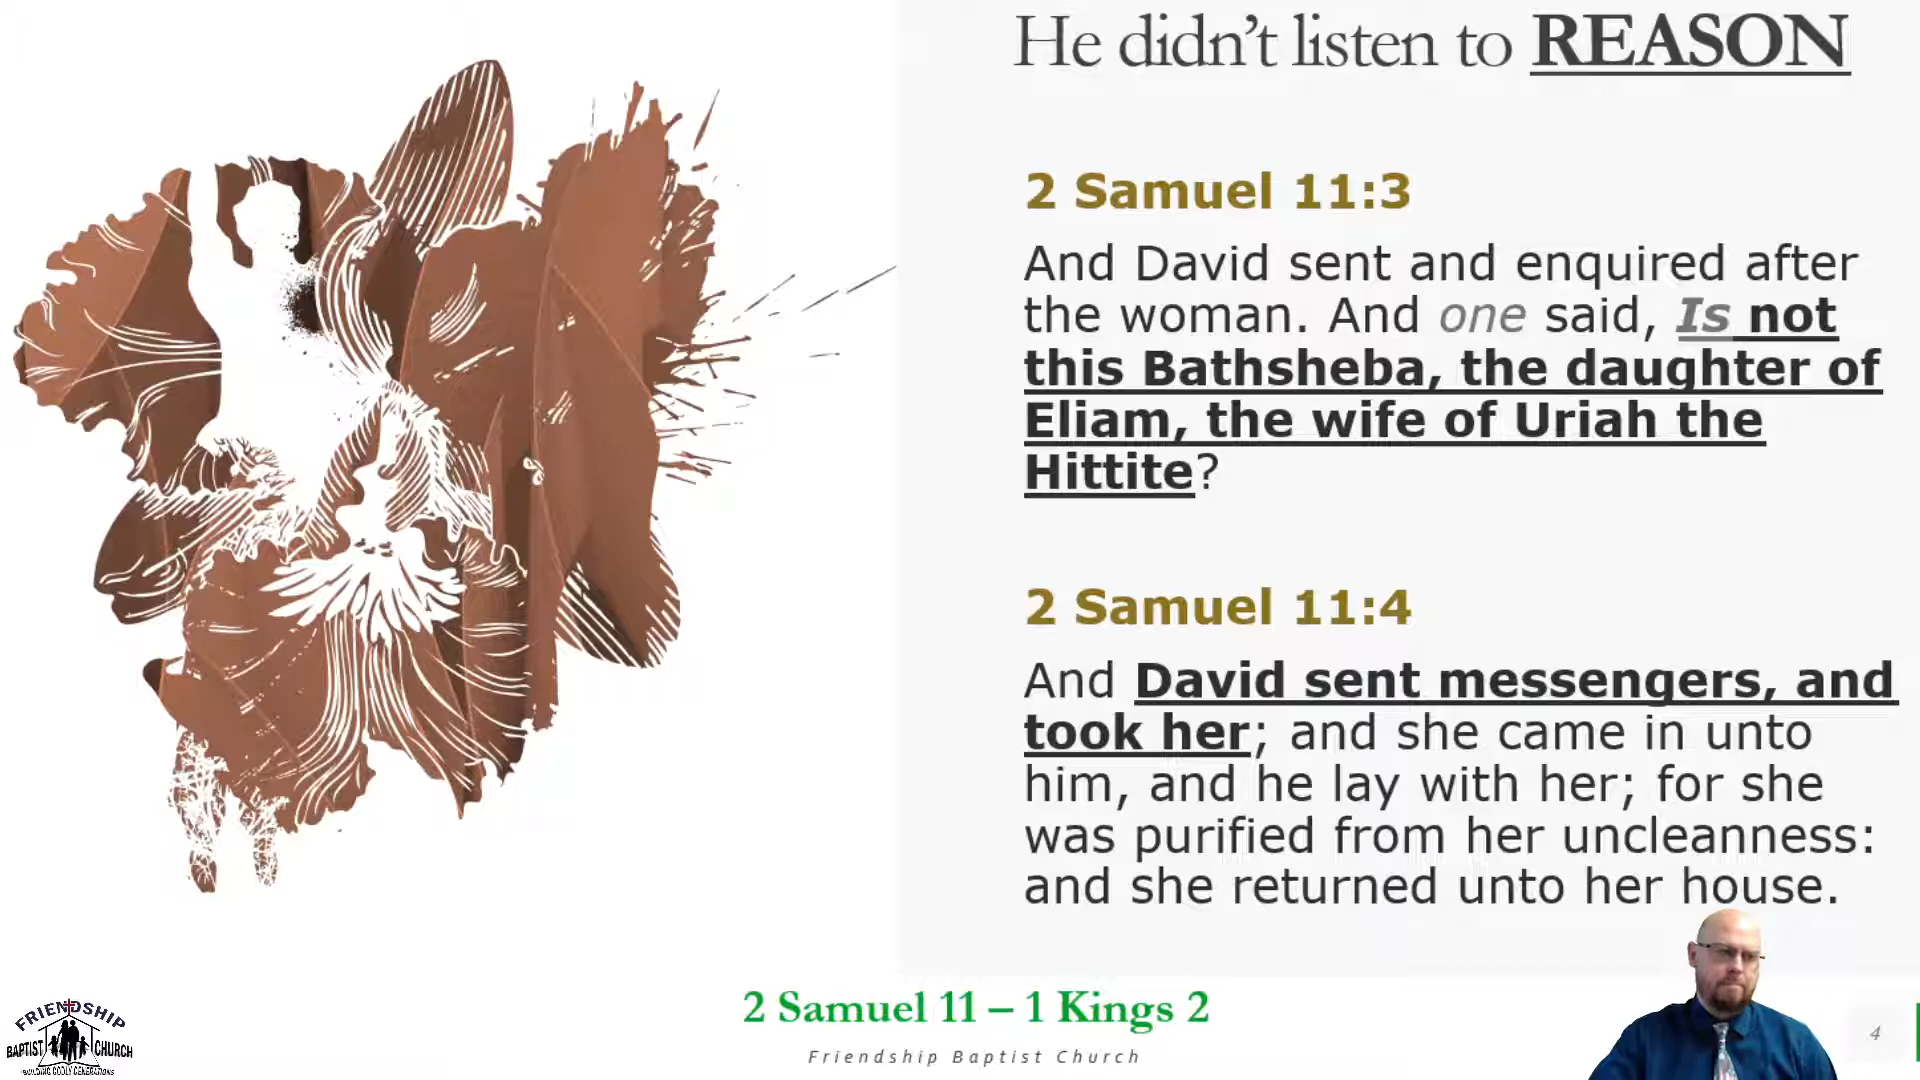 He didn’t listen to REASON
2 Samuel 11:3
And David sent and enquired after
the woman. And one said, Is not
this Bathsheba, the daughter of
Eliam, the wife of Uriah the
Hittite?
2 Samuel 11:4
And David sent messengers, and
took her; and she came in unto
him, and he lay with her; for she
was purified from her uncleanness:
and she returned unto her house.
2 Samuel 11 – 1 Kings 2
Friendship Baptist Church
4
FRIENDSHIP
BAPTIST CHURCH
BUILDING GODLY GENERATIONS